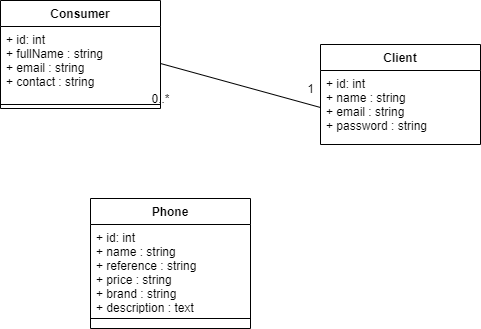 Consumer
+ id: int
+ fullName : string
+ email : string
+ contact : string
0..*
1
Client
+ id: int
+ name : string
+ email : string
+ password : string
Phone
+ id: int
+ name : string
+ reference : string
+ price : string
+ brand : string
+ description : text